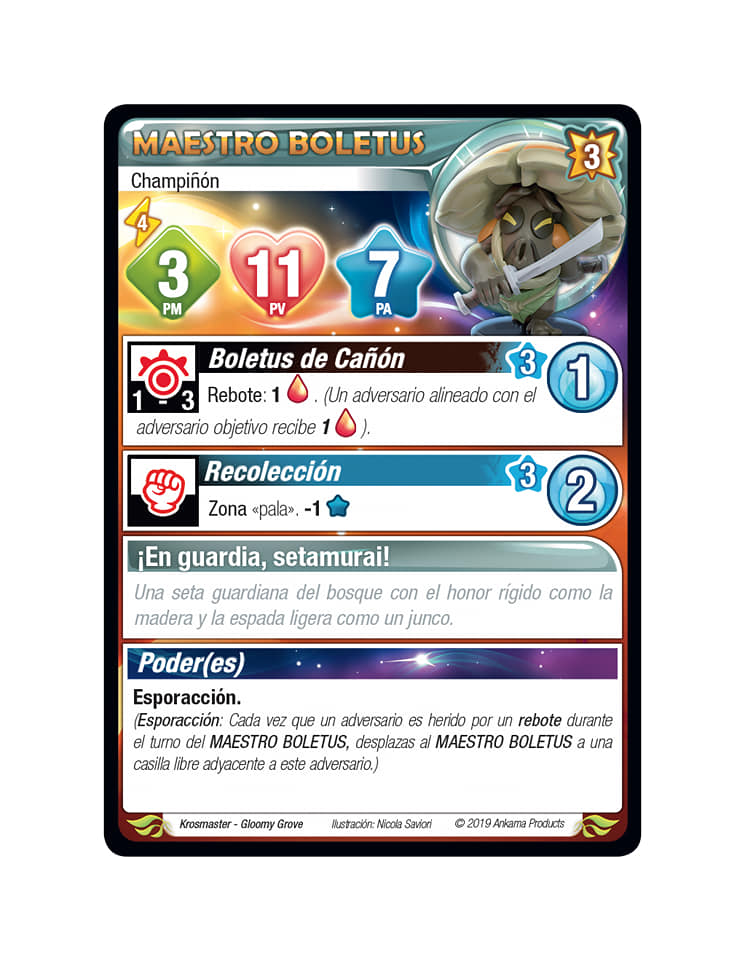 MAESTRO BOLETUS
3
Champiñón
4
3
PM
11
PV
7
PA
Boletus de Cañón
3
1
1 - 3
Rebote: 1 . (Un adversario alineado con el
adversario objetivo recibe 1 ).
Recolección
3
2
Zona «pala». -1
¡En guardia, setamurai!
Una seta guardiana del bosque con el honor rígido como la
madera y la espada ligera como un junco.
Poder(es)
Esporacción.
(Esporacción: Cada vez que un adversario es herido por un rebote durante
el turno del MAESTRO BOLETUS, desplazas al MAESTRO BOLETUS a una
casilla libre adyacente a este adversario.)
Krosmaster - Gloomy Grove Ilustración: Nicola Saviori © 2019 Ankama Products